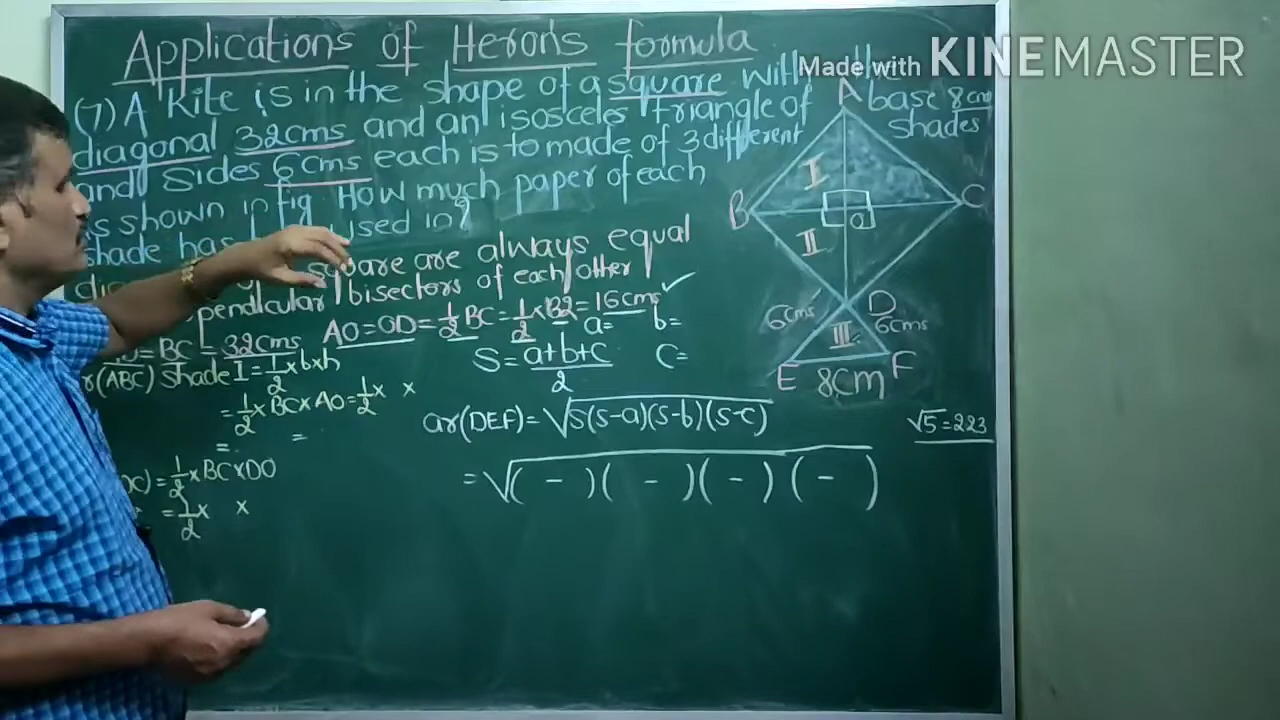 Applications of Herons formula
Made with KINEMASTER
(7) A Kite is in the shape of a square with
diagonal 32cms and an isosceles triangle of base 8cm
and sides 6cms each is to made of 3 different shades
as shown in fig How much paper of each
shade has used in?
square are always equal
bisectors of each other
AO=OD=1/2 BC=1/2×32=16cms ✓
=BC=32cms
(ABC) Shade I=1/2×b×h
=1/2×BC×AO=1/2× ×
= =
)=1/2×BC×DO
=1/2× ×
a= b=
S=a+b+c/2 C=
ar(DEF)=√s(s-a)(s-b)(s-c)
=√( - )( - )( - )( - )
A
I
B
C
O
II
6cms
D
6cms
III
E
8cm
F
√5=223